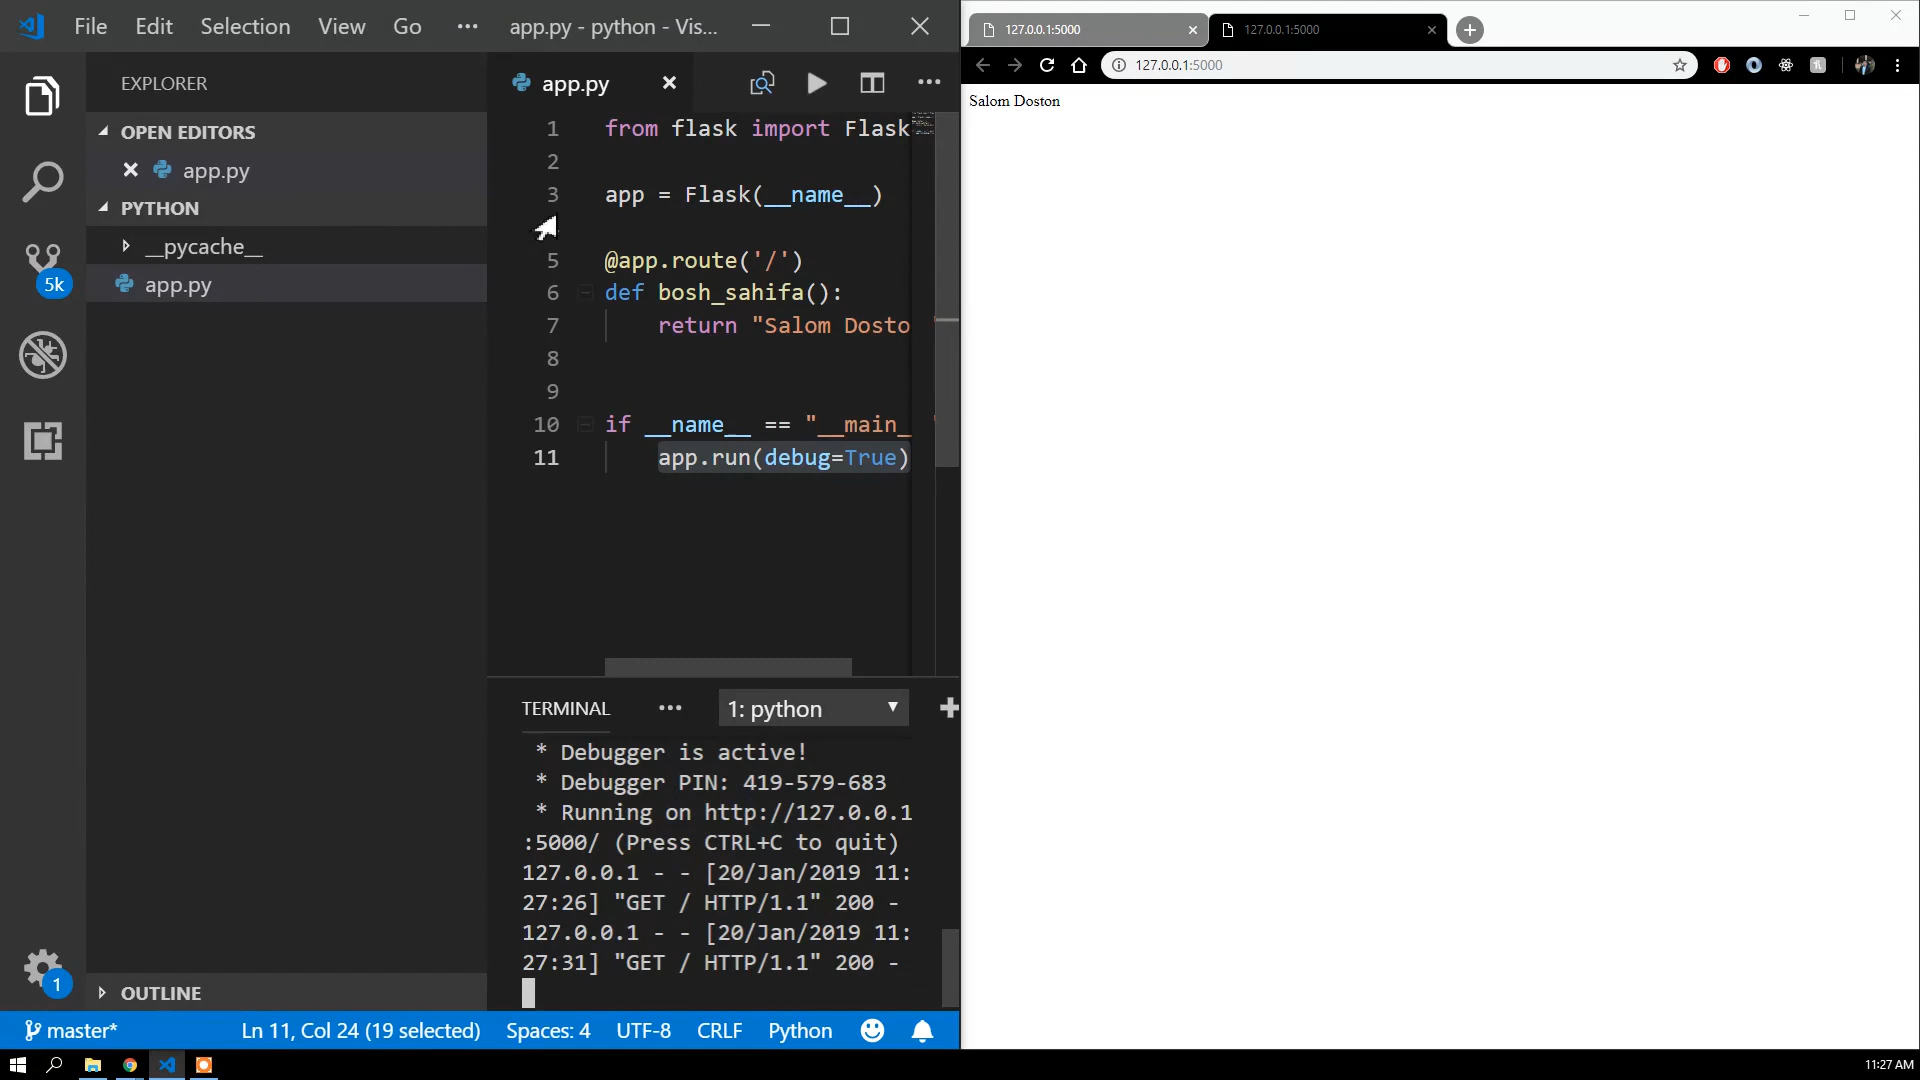 File Edit Selection View Go ··· app.py - python - Vis...
EXPLORER
OPEN EDITORS
app.py
PYTHON
__pycache__
app.py
5k
1
OUTLINE
app.py
1 from flask import Flask
2
3 app = Flask(__name__)
5 @app.route('/')
6 def bosh_sahifa():
7 return "Salom Dosto
8
9
10 if __name__ == "__main_
11 app.run(debug=True)
TERMINAL ··· 1: python
* Debugger is active!
* Debugger PIN: 419-579-683
* Running on http://127.0.0.1
:5000/ (Press CTRL+C to quit)
127.0.0.1 - - [20/Jan/2019 11:
27:26] "GET / HTTP/1.1" 200 -
127.0.0.1 - - [20/Jan/2019 11:
27:31] "GET / HTTP/1.1" 200 -
master* Ln 11, Col 24 (19 selected) Spaces: 4 UTF-8 CRLF Python
127.0.0.1:5000 127.0.0.1:5000
127.0.0.1:5000
Salom Doston
11:27 AM